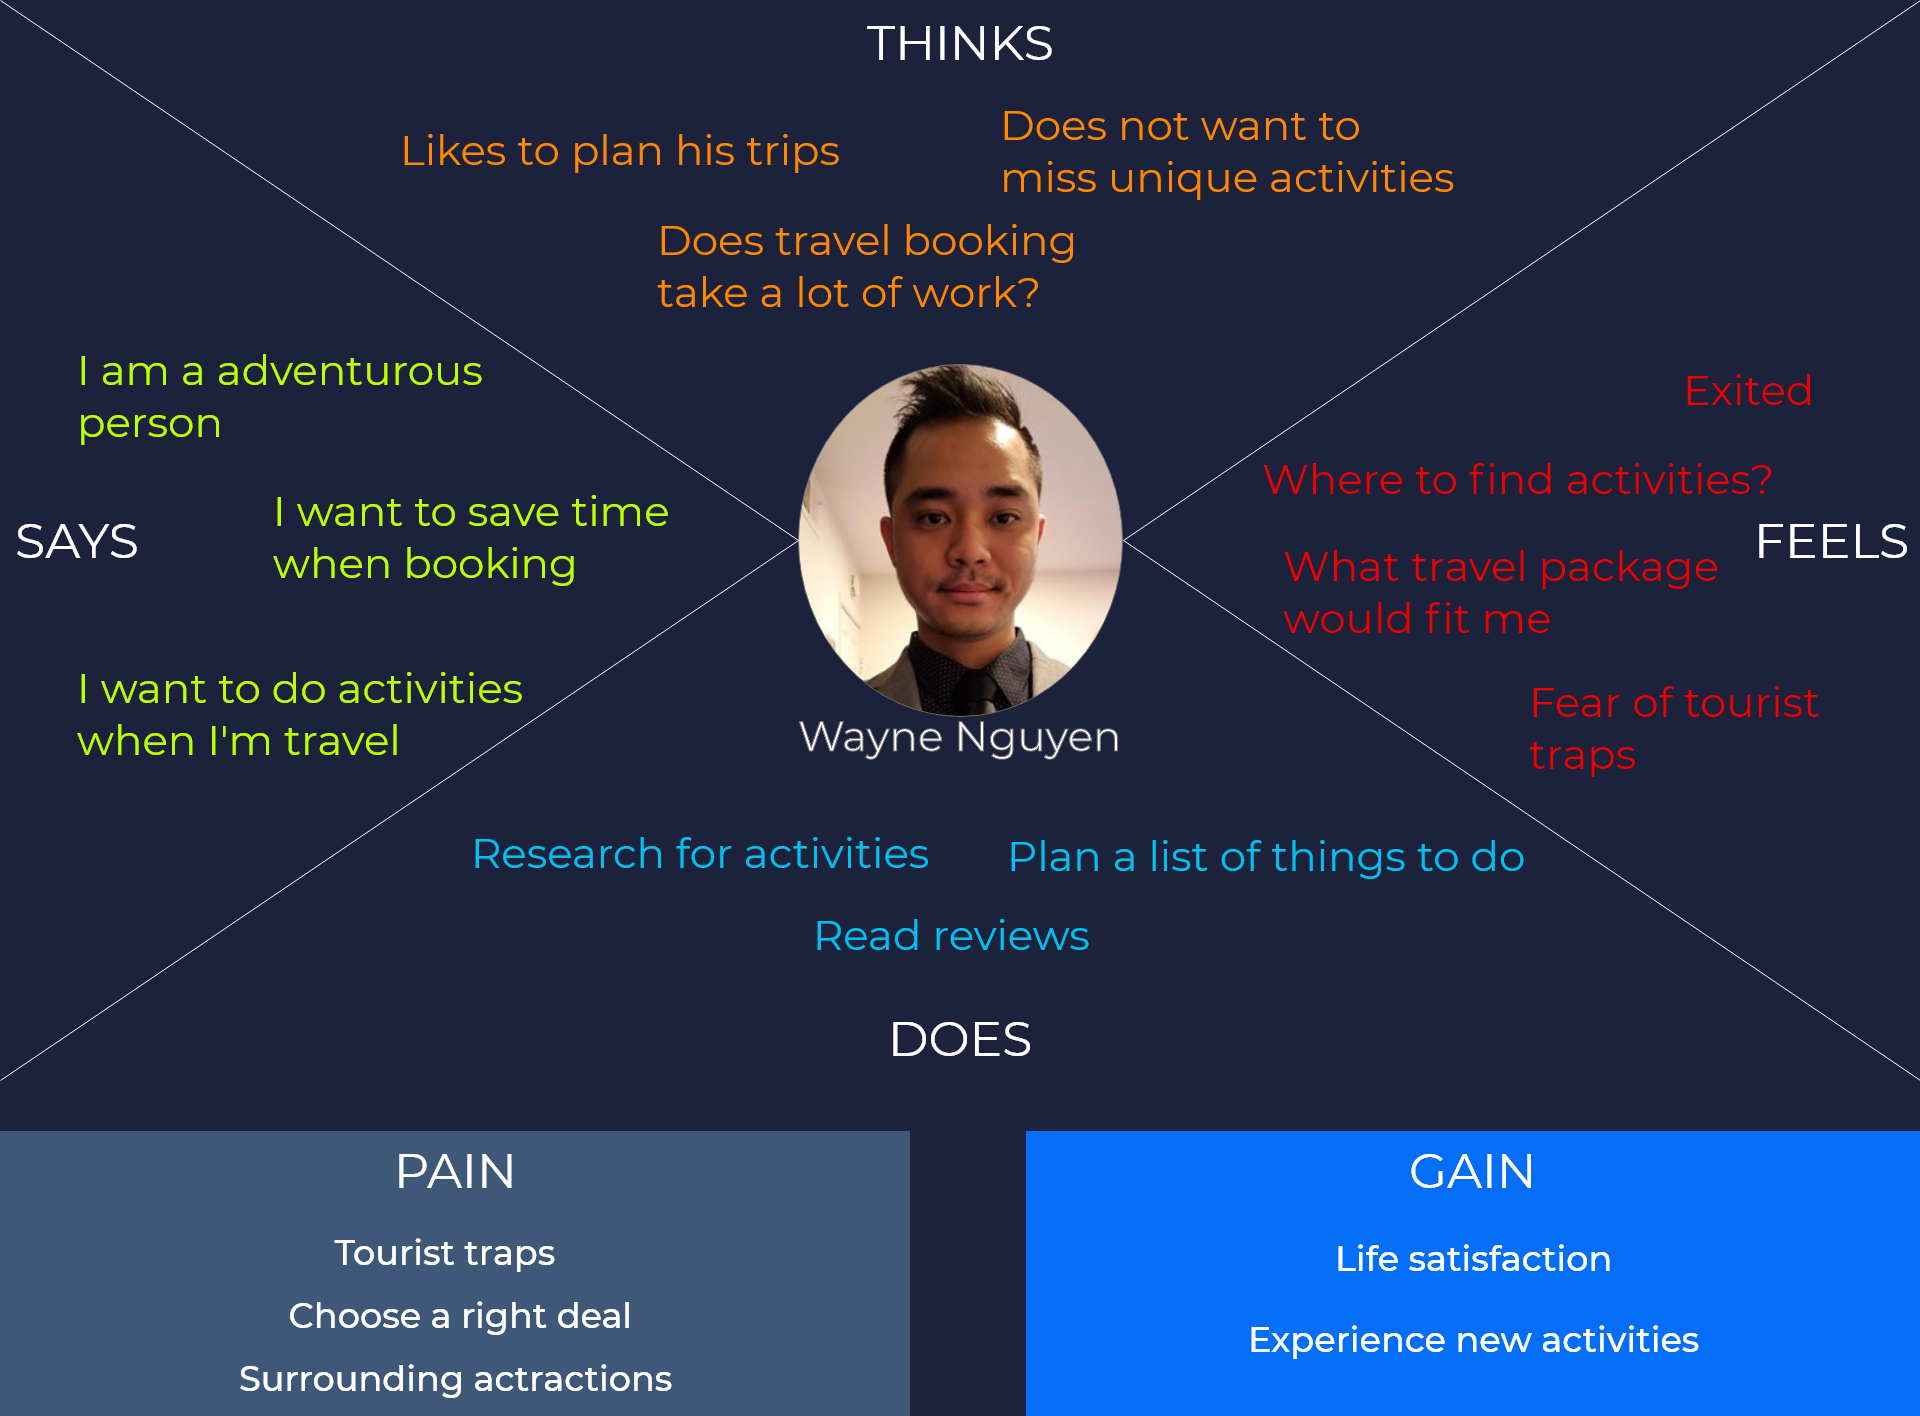 THINKS
Likes to plan his trips
Does not want to
miss unique activities
Does travel booking
take a lot of work?
SAYS
I am a adventurous
person
I want to save time
when booking
I want to do activities
when I'm travel
Wayne Nguyen
FEELS
Exited
Where to find activities?
What travel package
would fit me
Fear of tourist
traps
Research for activities
Plan a list of things to do
Read reviews
DOES
PAIN
Tourist traps
Choose a right deal
Surrounding actractions
GAIN
Life satisfaction
Experience new activities